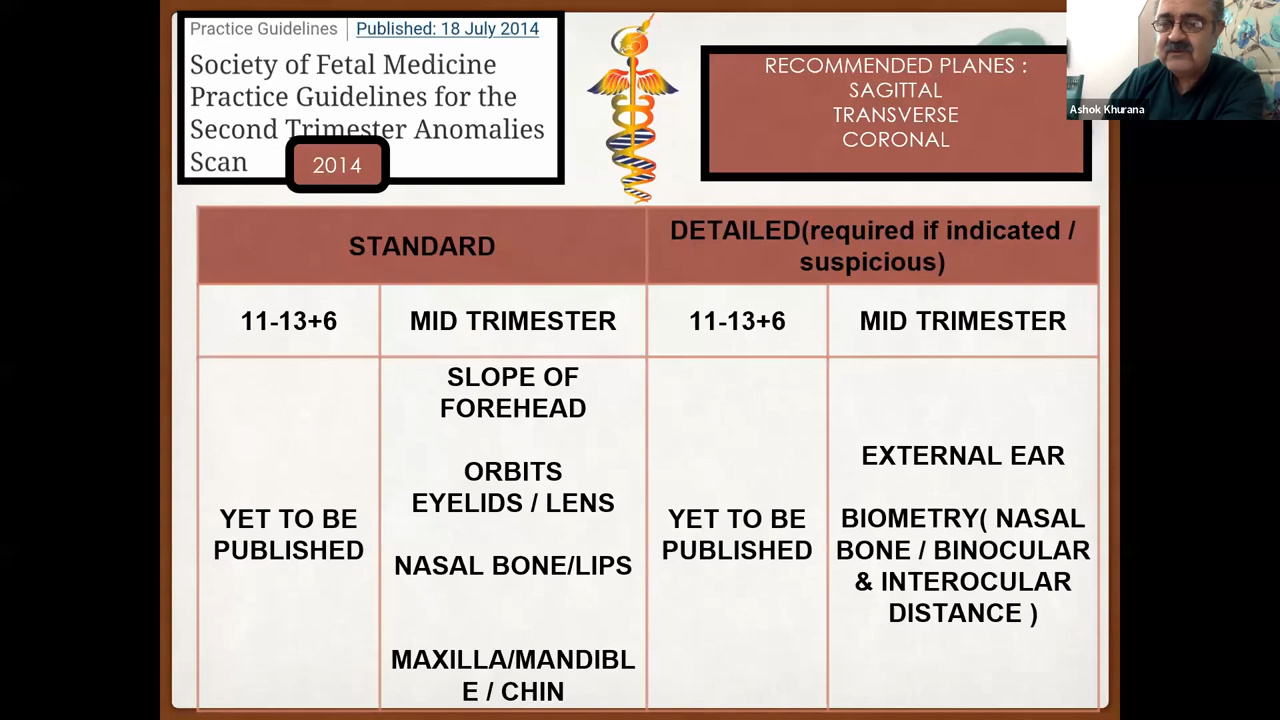 Practice Guidelines | Published: 18 July 2014
Society of Fetal Medicine
Practice Guidelines for the
Second Trimester Anomalies
Scan
2014
RECOMMENDED PLANES :
SAGITTAL
TRANSVERSE
CORONAL
Ashok Khurana
STANDARD
DETAILED(required if indicated /
suspicious)
11-13+6
MID TRIMESTER
11-13+6
MID TRIMESTER
YET TO BE
PUBLISHED
SLOPE OF
FOREHEAD
ORBITS
EYELIDS / LENS
NASAL BONE/LIPS
MAXILLA/MANDIBL
E / CHIN
YET TO BE
PUBLISHED
EXTERNAL EAR
BIOMETRY( NASAL
BONE / BINOCULAR
& INTEROCULAR
DISTANCE )